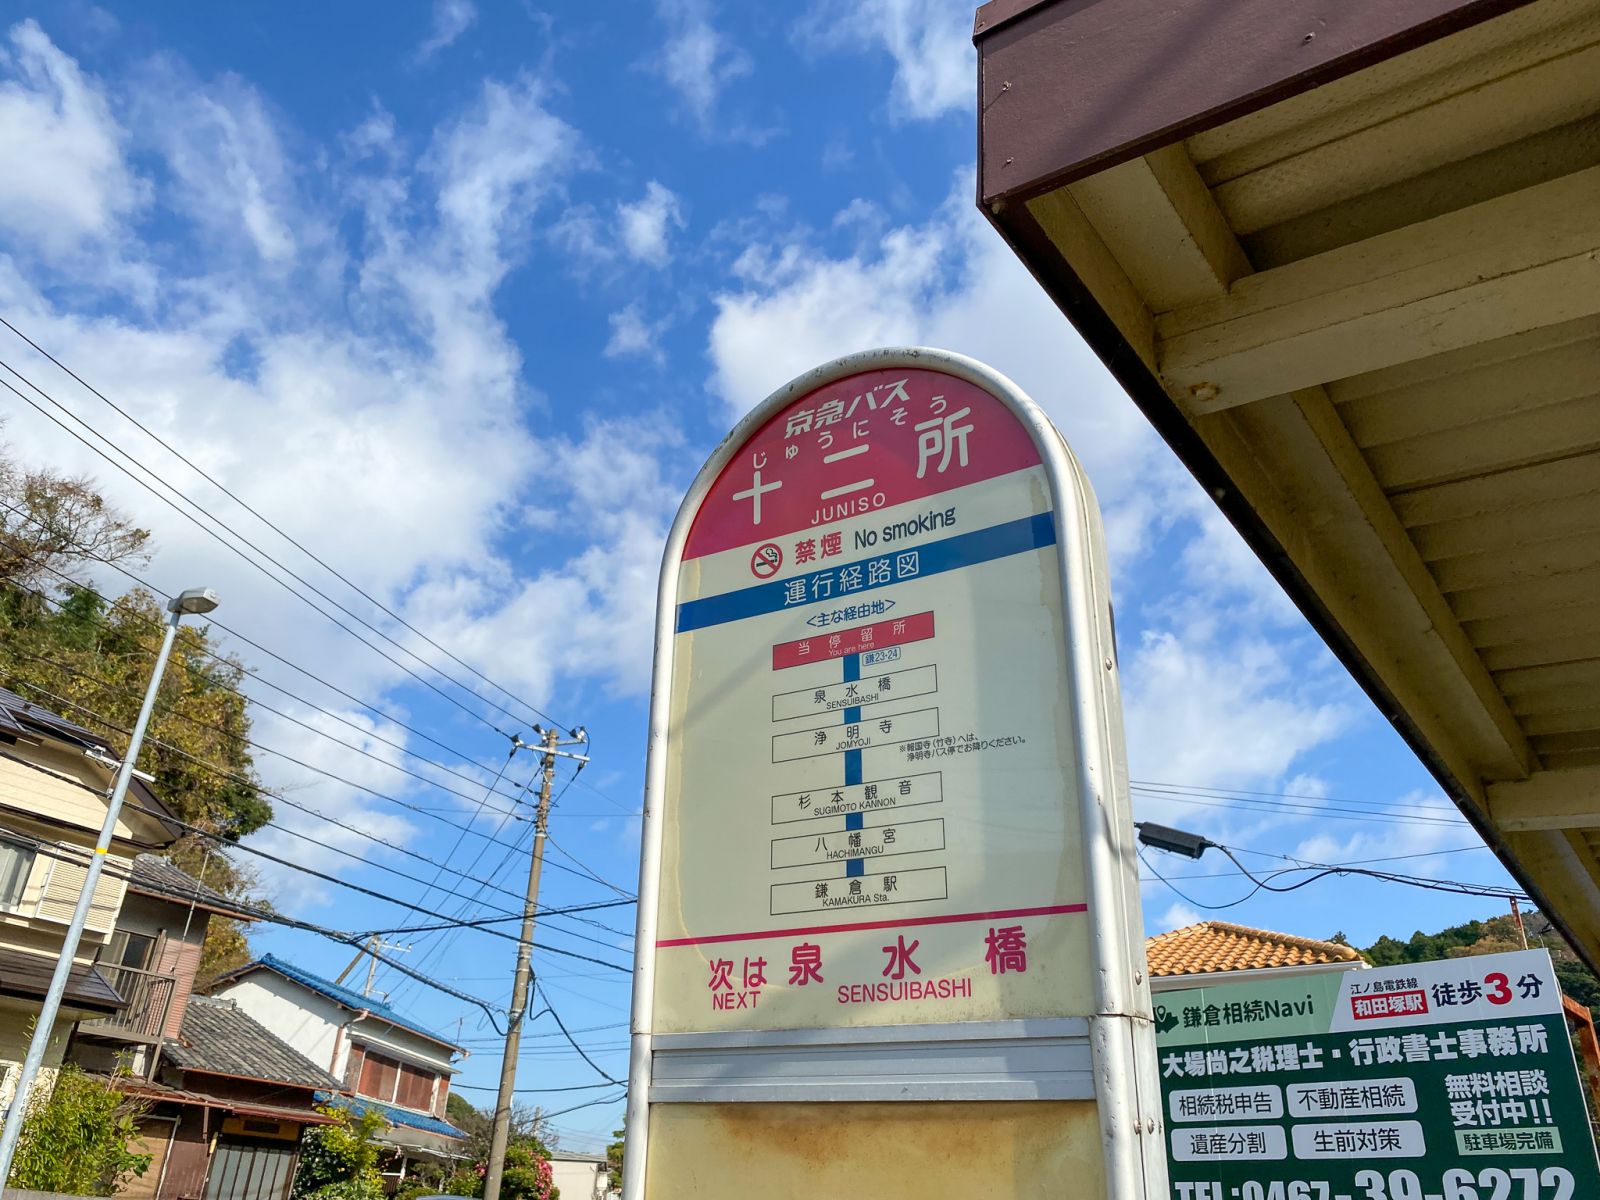 京急バス
じゅうにそう
十二所
JUNISO
禁煙 No smoking
運行経路図
<主な経由地>
当停留所
You are here
鎌23・24
泉水橋
SENSUIBASHI
浄明寺
JOMYOJI
※報国寺(竹寺)へは、
浄明寺バス停でお降りください。
杉本観音
SUGIMOTO KANNON
八幡宮
HACHIMANGU
鎌倉駅
KAMAKURA Sta.
次は 泉水橋
NEXT SENSUIBASHI
鎌倉相続Navi
江ノ島電鉄線
和田塚駅 徒歩3分
大場尚之税理士・行政書士事務所
相続税申告 不動産相続
遺産分割 生前対策
無料相談
受付中!!
駐車場完備
TEL:0467-39-6272